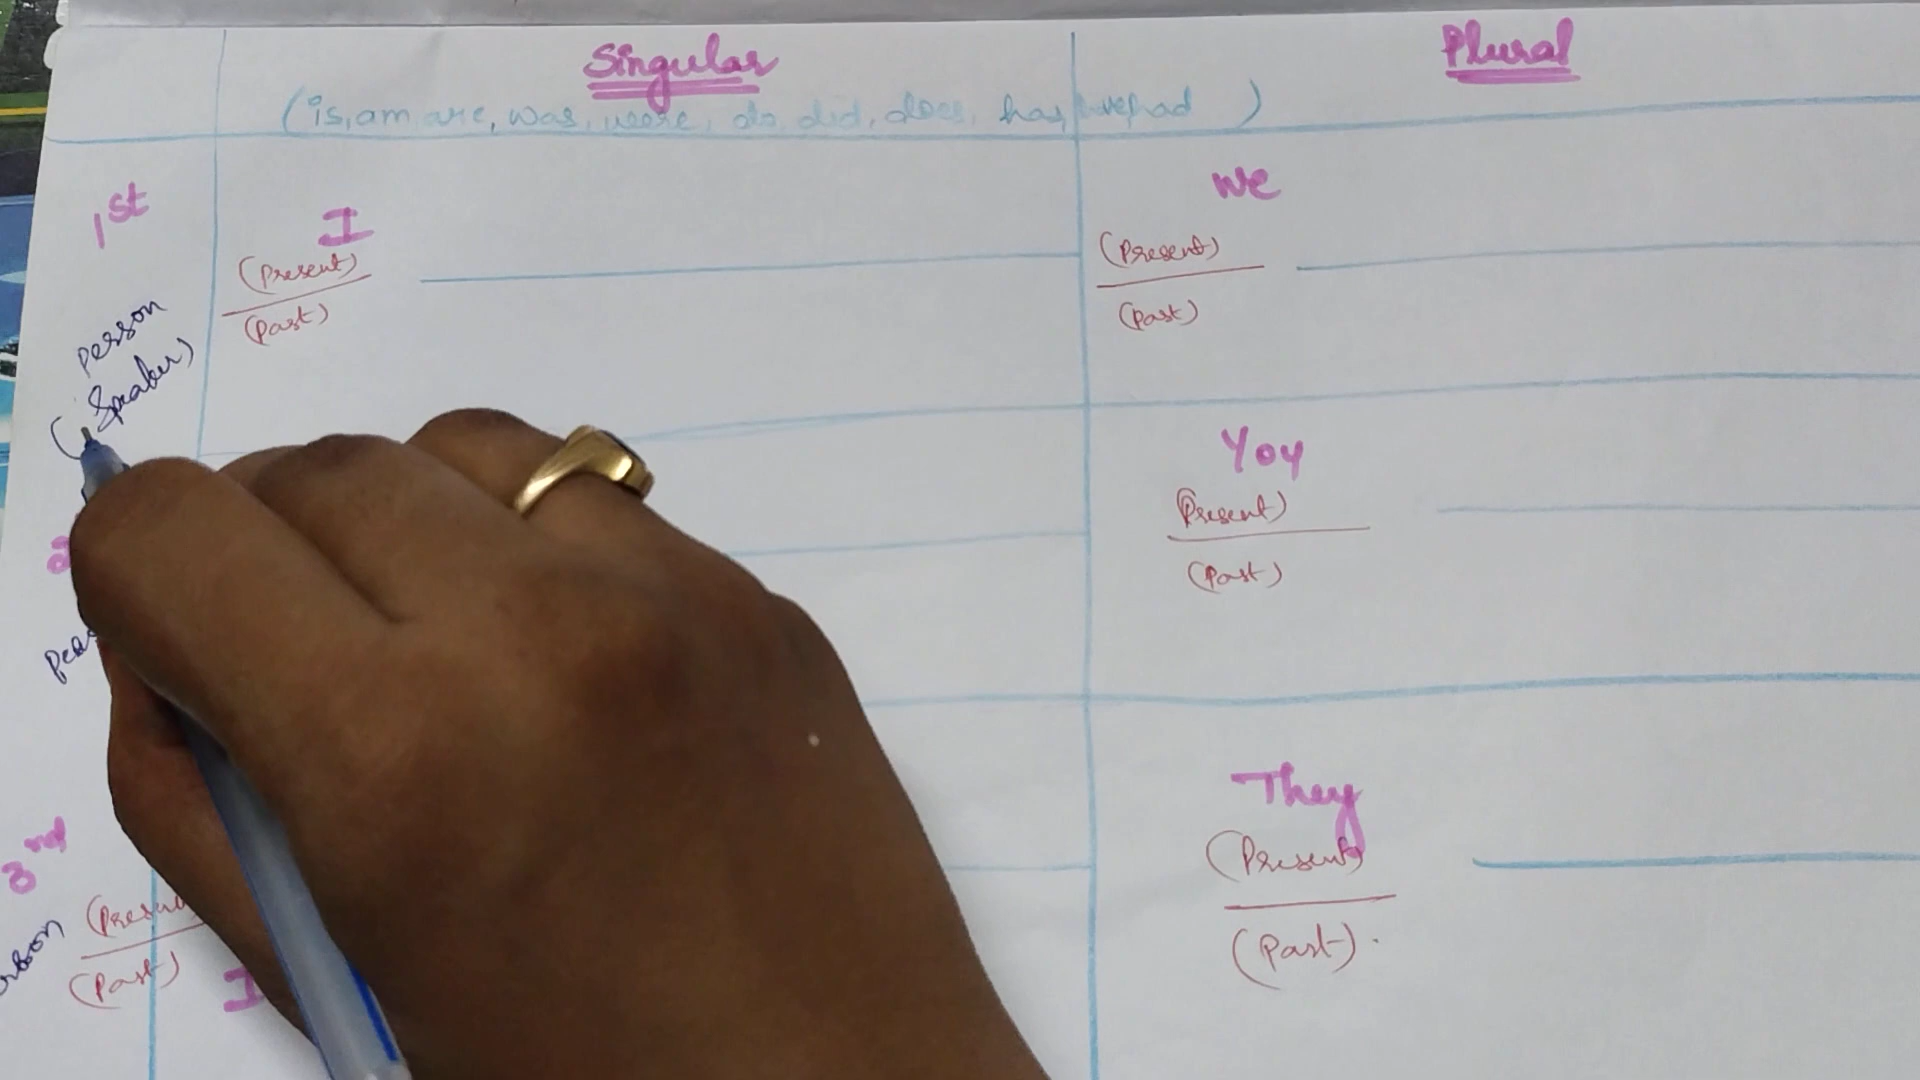 Singular
Plural
(is, am, are, was, were, do, did, does, has, have, had )
1st
person
(Speaker)
I
(Present)
(Past)
We
(Present)
(Past)
Yoy
(Present)
(Past)
3rd
(Past)
I
They
(Present)
(Past).